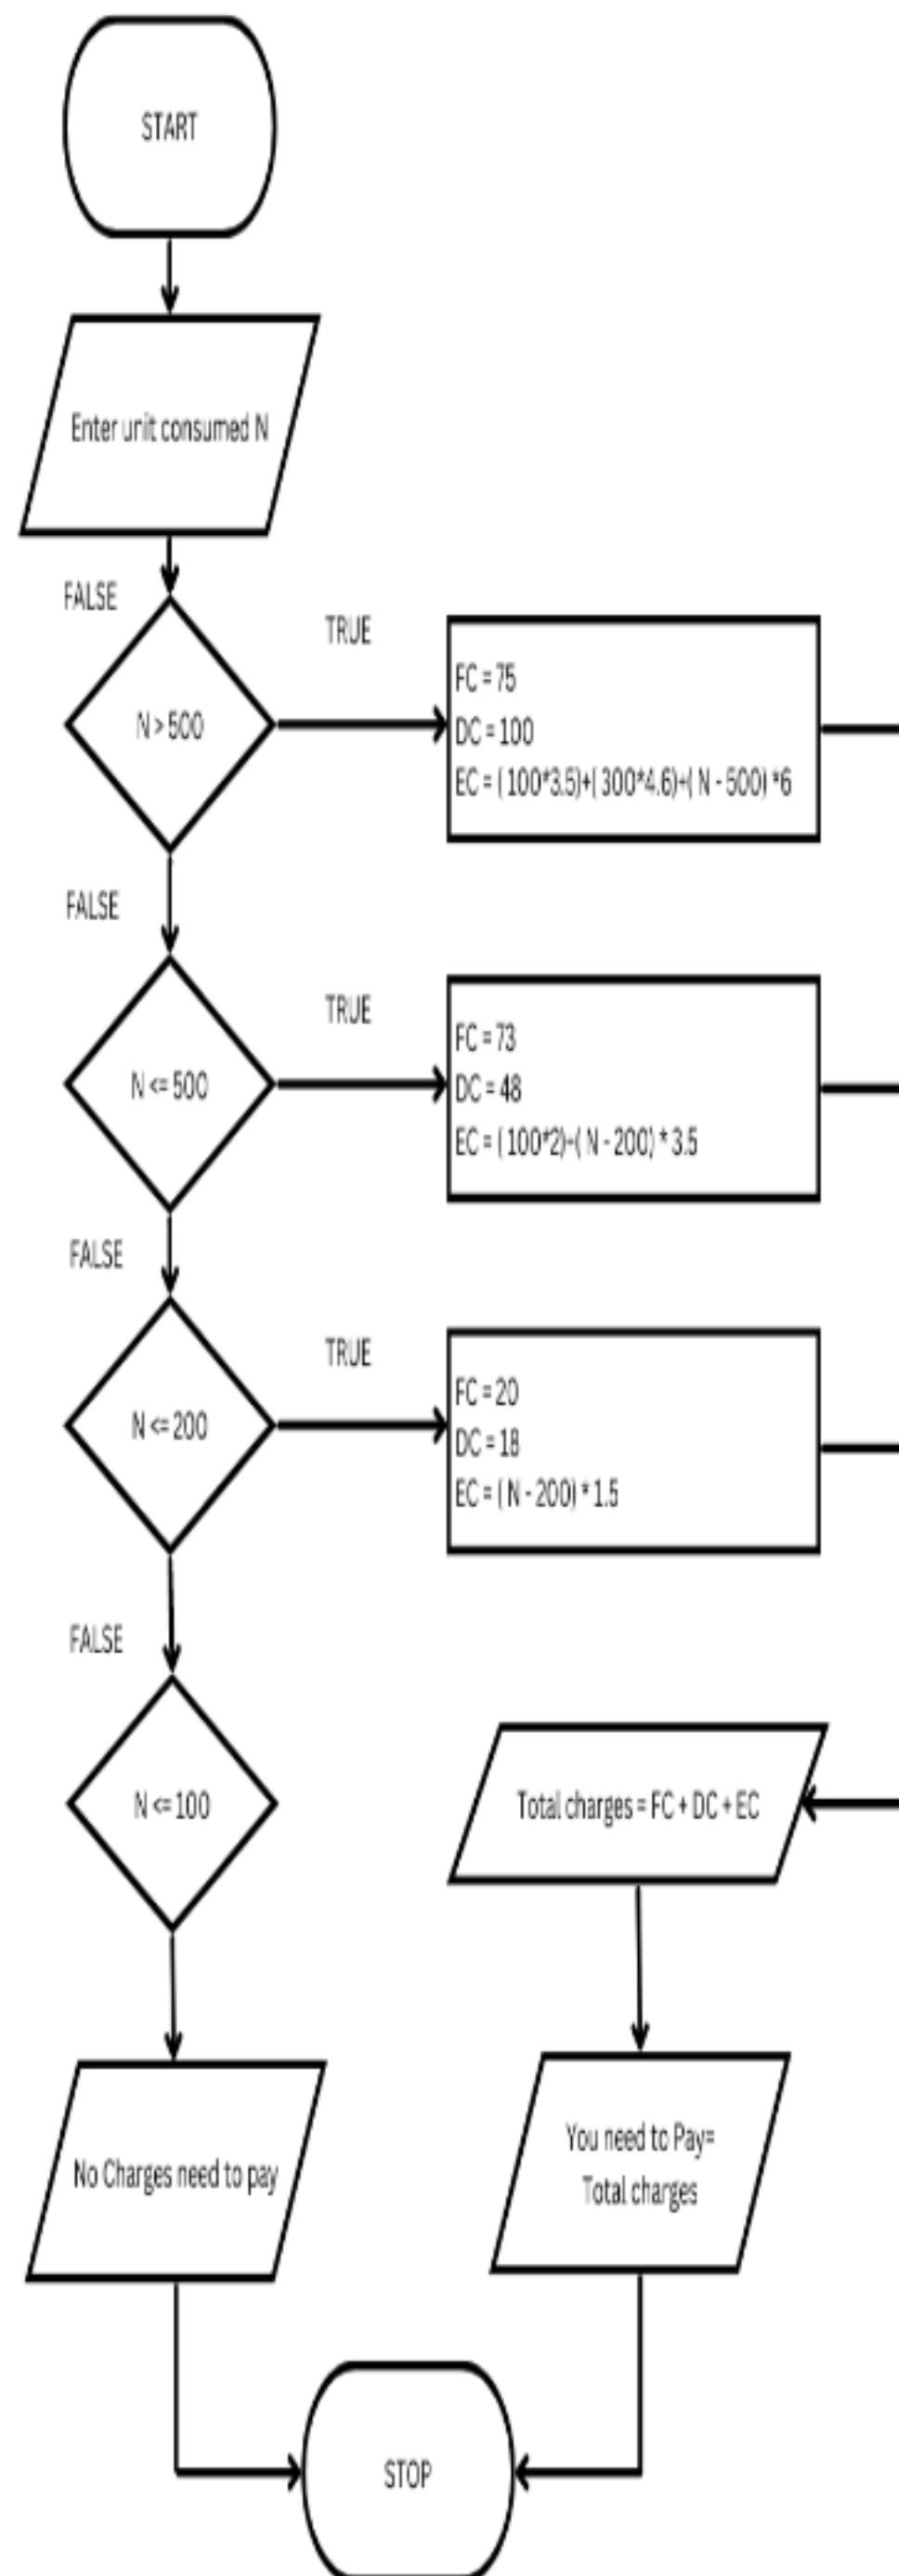 START
Enter unit consumed N
FALSE
TRUE
N > 500
FC = 75
DC = 100
EC = ( 100*3.5)+( 300*4.6)+( N - 500) *6
FALSE
TRUE
N <= 500
FC = 73
DC = 48
EC = ( 100*2)+( N - 200) * 3.5
FALSE
TRUE
N <= 200
FC = 20
DC = 18
EC = ( N - 200) * 1.5
FALSE
N <= 100
Total charges = FC + DC + EC
No Charges need to pay
You need to Pay=
Total charges
STOP